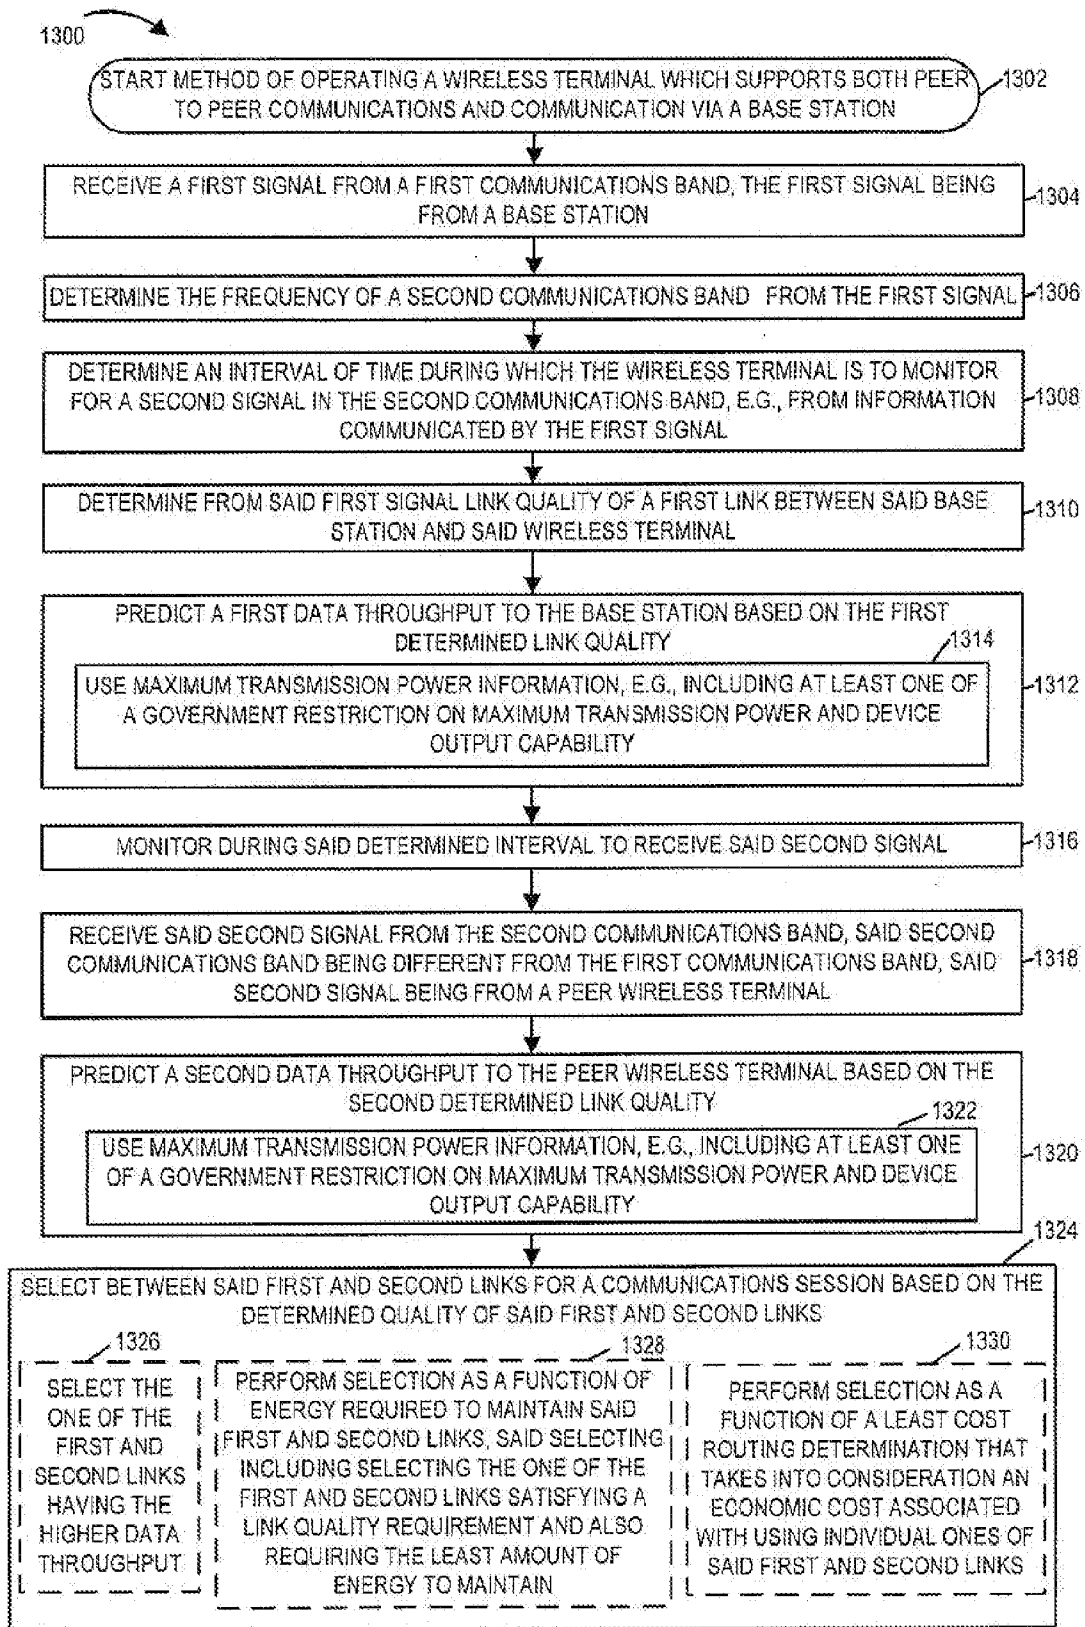 1300
START METHOD OF OPERATING A WIRELESS TERMINAL WHICH SUPPORTS BOTH PEER
TO PEER COMMUNICATIONS AND COMMUNICATION VIA A BASE STATION
1302
RECEIVE A FIRST SIGNAL FROM A FIRST COMMUNICATIONS BAND, THE FIRST SIGNAL BEING
FROM A BASE STATION
1304
DETERMINE THE FREQUENCY OF A SECOND COMMUNICATIONS BAND FROM THE FIRST SIGNAL
1306
DETERMINE AN INTERVAL OF TIME DURING WHICH THE WIRELESS TERMINAL IS TO MONITOR
FOR A SECOND SIGNAL IN THE SECOND COMMUNICATIONS BAND, E.G., FROM INFORMATION
COMMUNICATED BY THE FIRST SIGNAL
1308
DETERMINE FROM SAID FIRST SIGNAL LINK QUALITY OF A FIRST LINK BETWEEN SAID BASE
STATION AND SAID WIRELESS TERMINAL
1310
PREDICT A FIRST DATA THROUGHPUT TO THE BASE STATION BASED ON THE FIRST
DETERMINED LINK QUALITY
1314
USE MAXIMUM TRANSMISSION POWER INFORMATION, E.G., INCLUDING AT LEAST ONE OF
A GOVERNMENT RESTRICTION ON MAXIMUM TRANSMISSION POWER AND DEVICE
OUTPUT CAPABILITY
1312
MONITOR DURING SAID DETERMINED INTERVAL TO RECEIVE SAID SECOND SIGNAL
1316
RECEIVE SAID SECOND SIGNAL FROM THE SECOND COMMUNICATIONS BAND, SAID SECOND
COMMUNICATIONS BAND BEING DIFFERENT FROM THE FIRST COMMUNICATIONS BAND, SAID
SECOND SIGNAL BEING FROM A PEER WIRELESS TERMINAL
1318
PREDICT A SECOND DATA THROUGHPUT TO THE PEER WIRELESS TERMINAL BASED ON THE
SECOND DETERMINED LINK QUALITY
1322
USE MAXIMUM TRANSMISSION POWER INFORMATION, E.G., INCLUDING AT LEAST ONE
OF A GOVERNMENT RESTRICTION ON MAXIMUM TRANSMISSION POWER AND DEVICE
OUTPUT CAPABILITY
1320
1324
SELECT BETWEEN SAID FIRST AND SECOND LINKS FOR A COMMUNICATIONS SESSION BASED ON THE
DETERMINED QUALITY OF SAID FIRST AND SECOND LINKS
1326
SELECT THE
ONE OF THE
FIRST AND
SECOND LINKS
HAVING THE
HIGHER DATA
THROUGHPUT
1328
PERFORM SELECTION AS A FUNCTION OF
ENERGY REQUIRED TO MAINTAIN SAID
FIRST AND SECOND LINKS, SAID SELECTING
INCLUDING SELECTING THE ONE OF THE
FIRST AND SECOND LINKS SATISFYING A
LINK QUALITY REQUIREMENT AND ALSO
REQUIRING THE LEAST AMOUNT OF
ENERGY TO MAINTAIN
1330
PERFORM SELECTION AS A
FUNCTION OF A LEAST COST
ROUTING DETERMINATION THAT
TAKES INTO CONSIDERATION AN
ECONOMIC COST ASSOCIATED
WITH USING INDIVIDUAL ONES OF
SAID FIRST AND SECOND LINKS